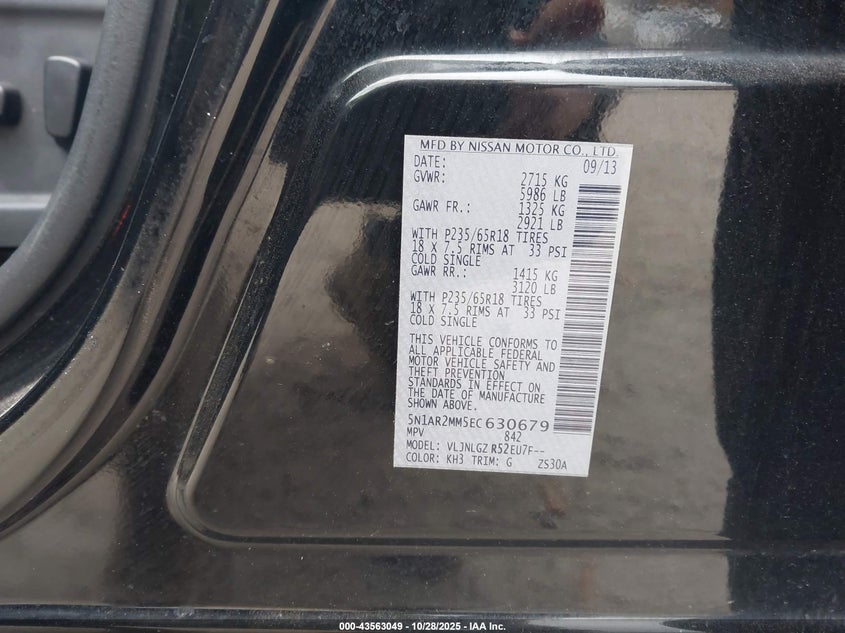 MFD BY NISSAN MOTOR CO., LTD.
DATE: 09/13
GVWR: 2715 KG
5986 LB
GAWR FR.: 1325 KG
2921 LB
WITH P235/65R18 TIRES
18 X 7.5 RIMS AT 33 PSI
COLD SINGLE
GAWR RR.: 1415 KG
3120 LB
WITH P235/65R18 TIRES
18 X 7.5 RIMS AT 33 PSI
COLD SINGLE
THIS VEHICLE CONFORMS TO
ALL APPLICABLE FEDERAL
MOTOR VEHICLE SAFETY AND
THEFT PREVENTION
STANDARDS IN EFFECT ON
THE DATE OF MANUFACTURE
SHOWN ABOVE.
5N1AR2MM5EC630679
MPV 842
MODEL: VLJNLGZ R52EU7F--
COLOR: KH3 TRIM: G ZS30A
000-43563049 - 10/28/2025 - IAA Inc.